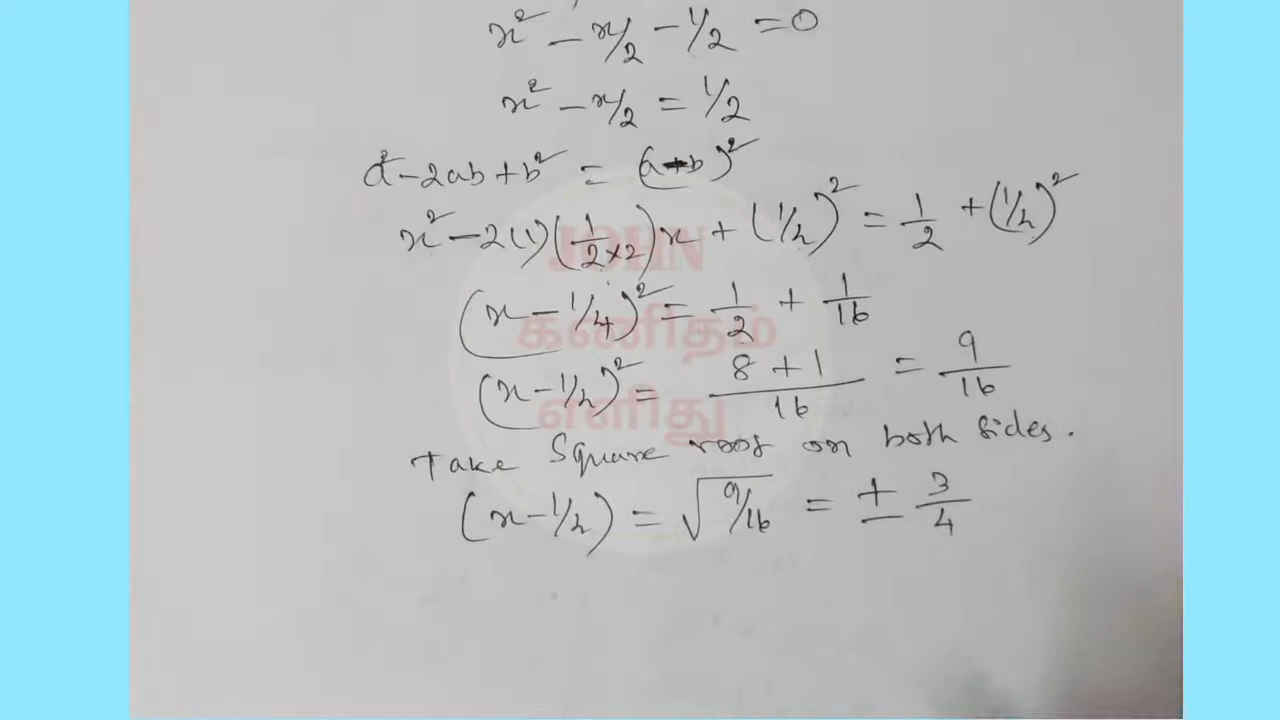 x² - x/2 - 1/2 = 0
x² - x/2 = 1/2
a² - 2ab + b² = (a-b)²
x² - 2(1)(1/2×2)x + (1/4)² = 1/2 + (1/4)²
(x - 1/4)² = 1/2 + 1/16
(x - 1/4)² = 8+1/16 = 9/16
Take Square root on both sides.
(x - 1/4) = √9/16 = ± 3/4
JOHN
கணிதம்
எளிது